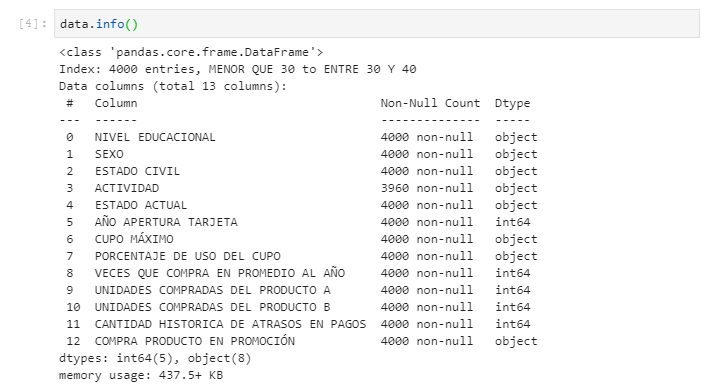 [4]: data.info()
<class 'pandas.core.frame.DataFrame'>
Index: 4000 entries, MENOR QUE 30 to ENTRE 30 Y 40
Data columns (total 13 columns):
 #   Column                                 Non-Null Count  Dtype
---  ------                                 --------------  -----
 0   NIVEL EDUCACIONAL                      4000 non-null   object
 1   SEXO                                   4000 non-null   object
 2   ESTADO CIVIL                           4000 non-null   object
 3   ACTIVIDAD                              3960 non-null   object
 4   ESTADO ACTUAL                          4000 non-null   object
 5   AÑO APERTURA TARJETA                   4000 non-null   int64
 6   CUPO MÁXIMO                            4000 non-null   object
 7   PORCENTAJE DE USO DEL CUPO             4000 non-null   object
 8   VECES QUE COMPRA EN PROMEDIO AL AÑO    4000 non-null   int64
 9   UNIDADES COMPRADAS DEL PRODUCTO A      4000 non-null   int64
 10  UNIDADES COMPRADAS DEL PRODUCTO B      4000 non-null   int64
 11  CANTIDAD HISTORICA DE ATRASOS EN PAGOS  4000 non-null   int64
 12  COMPRA PRODUCTO EN PROMOCIÓN           4000 non-null   object
dtypes: int64(5), object(8)
memory usage: 437.5+ KB